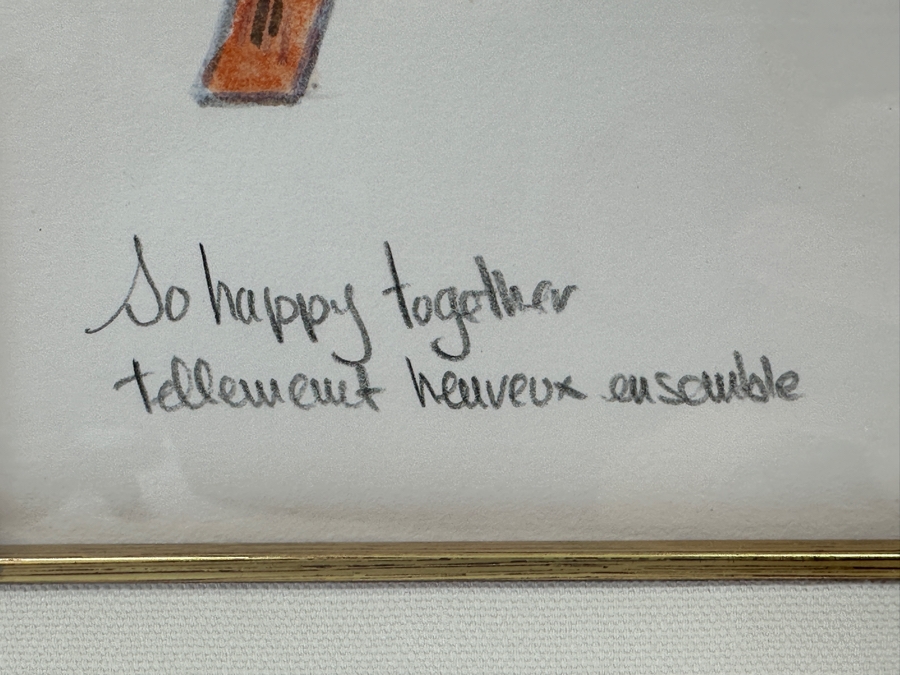 So happy together
tellement heureux ensemble